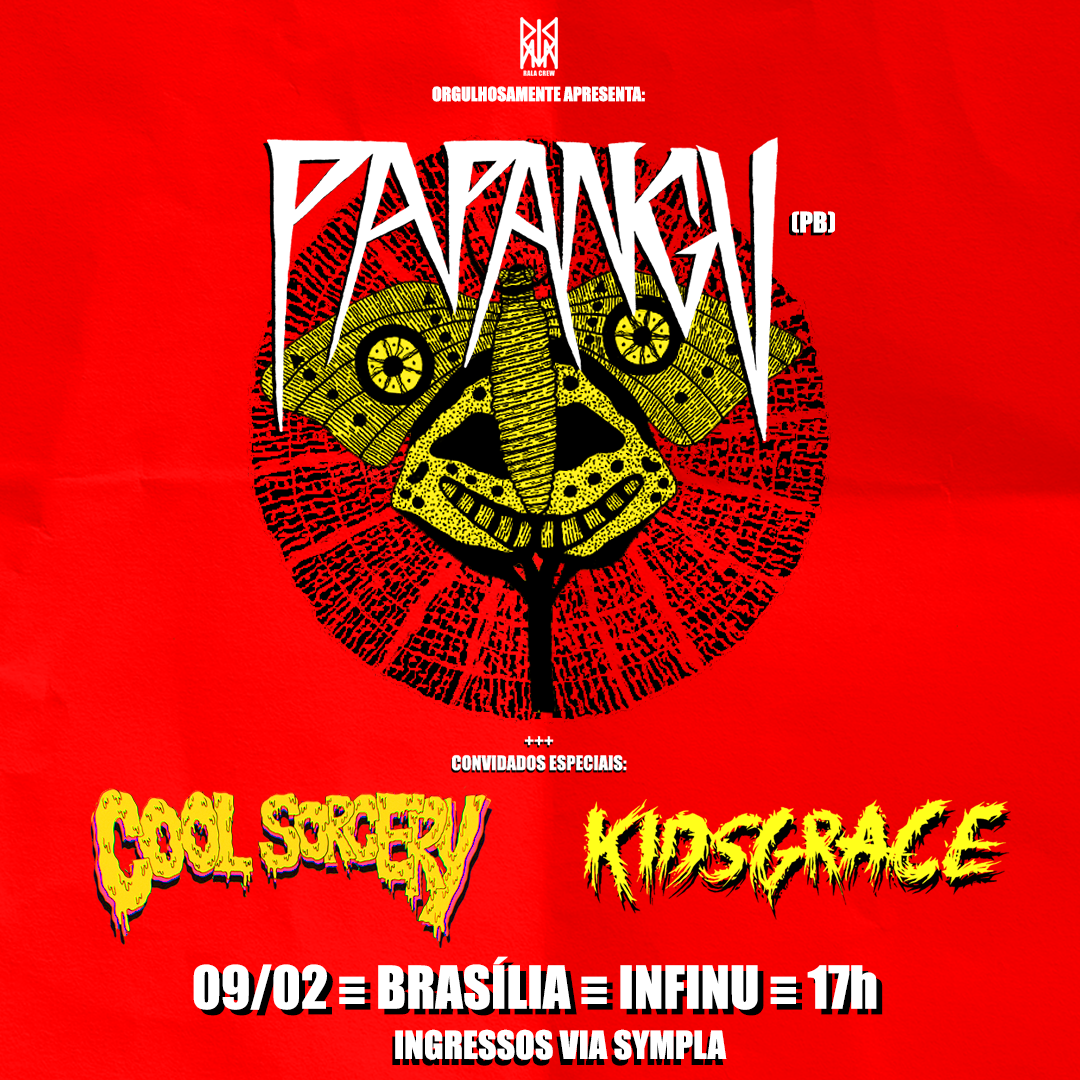 RALA CREW
ORGULHOSAMENTE APRESENTA:
PAPANGU
(PB)
+++
CONVIDADOS ESPECIAIS:
COOL SORCERY
KIDSGRACE
09/02 ≡ BRASÍLIA ≡ INFINU ≡ 17h
INGRESSOS VIA SYMPLA